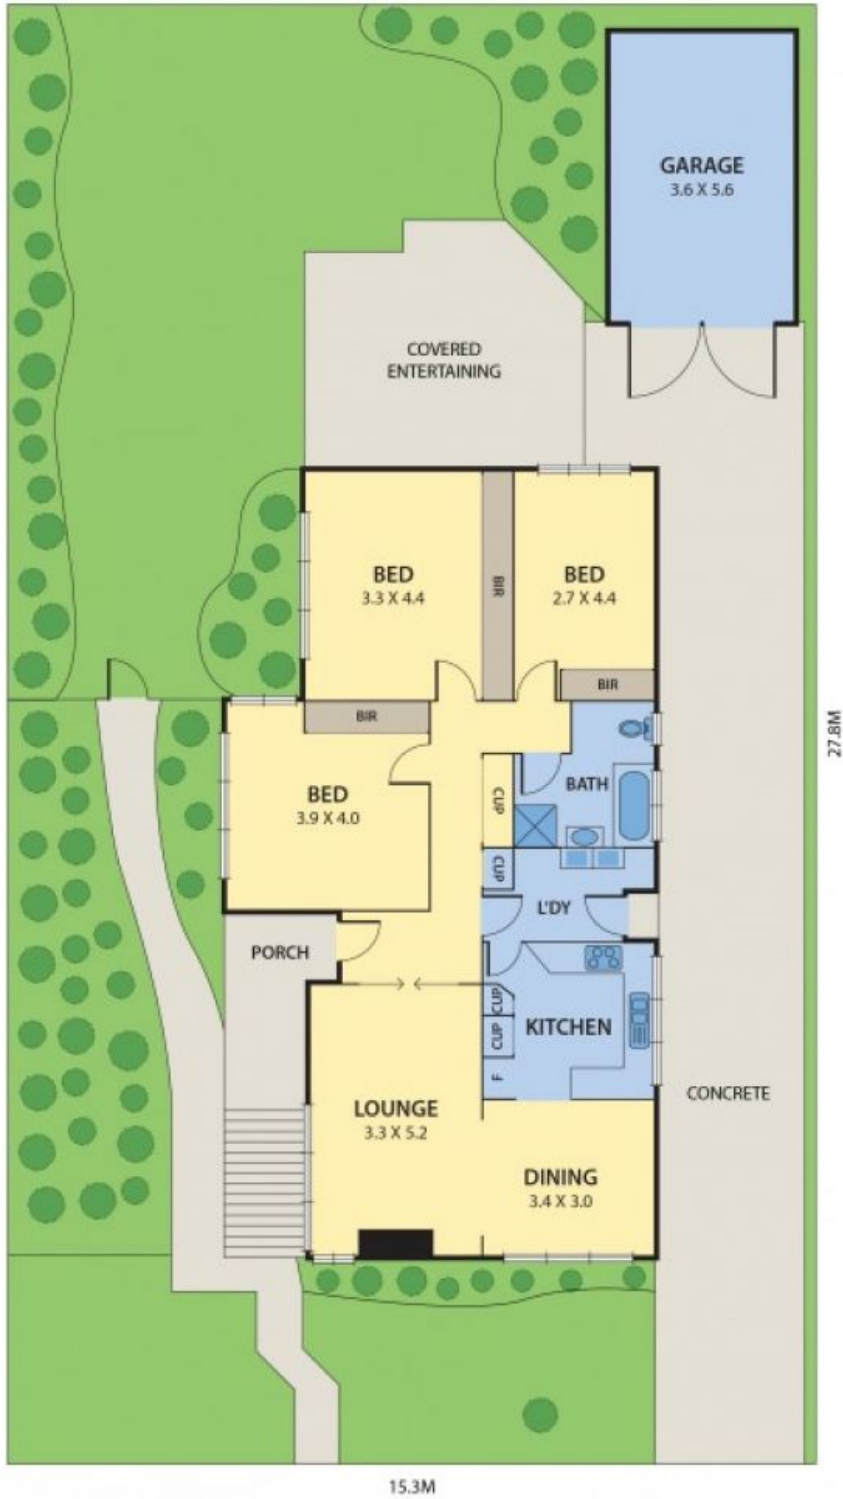 GARAGE
3.6 X 5.6
COVERED
ENTERTAINING
BED
3.3 X 4.4
BIR
BED
2.7 X 4.4
BIR
BIR
BED
3.9 X 4.0
CUP
BATH
27.8M
CUP
L'DY
PORCH
CUP
CUP
KITCHEN
F
CONCRETE
LOUNGE
3.3 X 5.2
DINING
3.4 X 3.0
15.3M